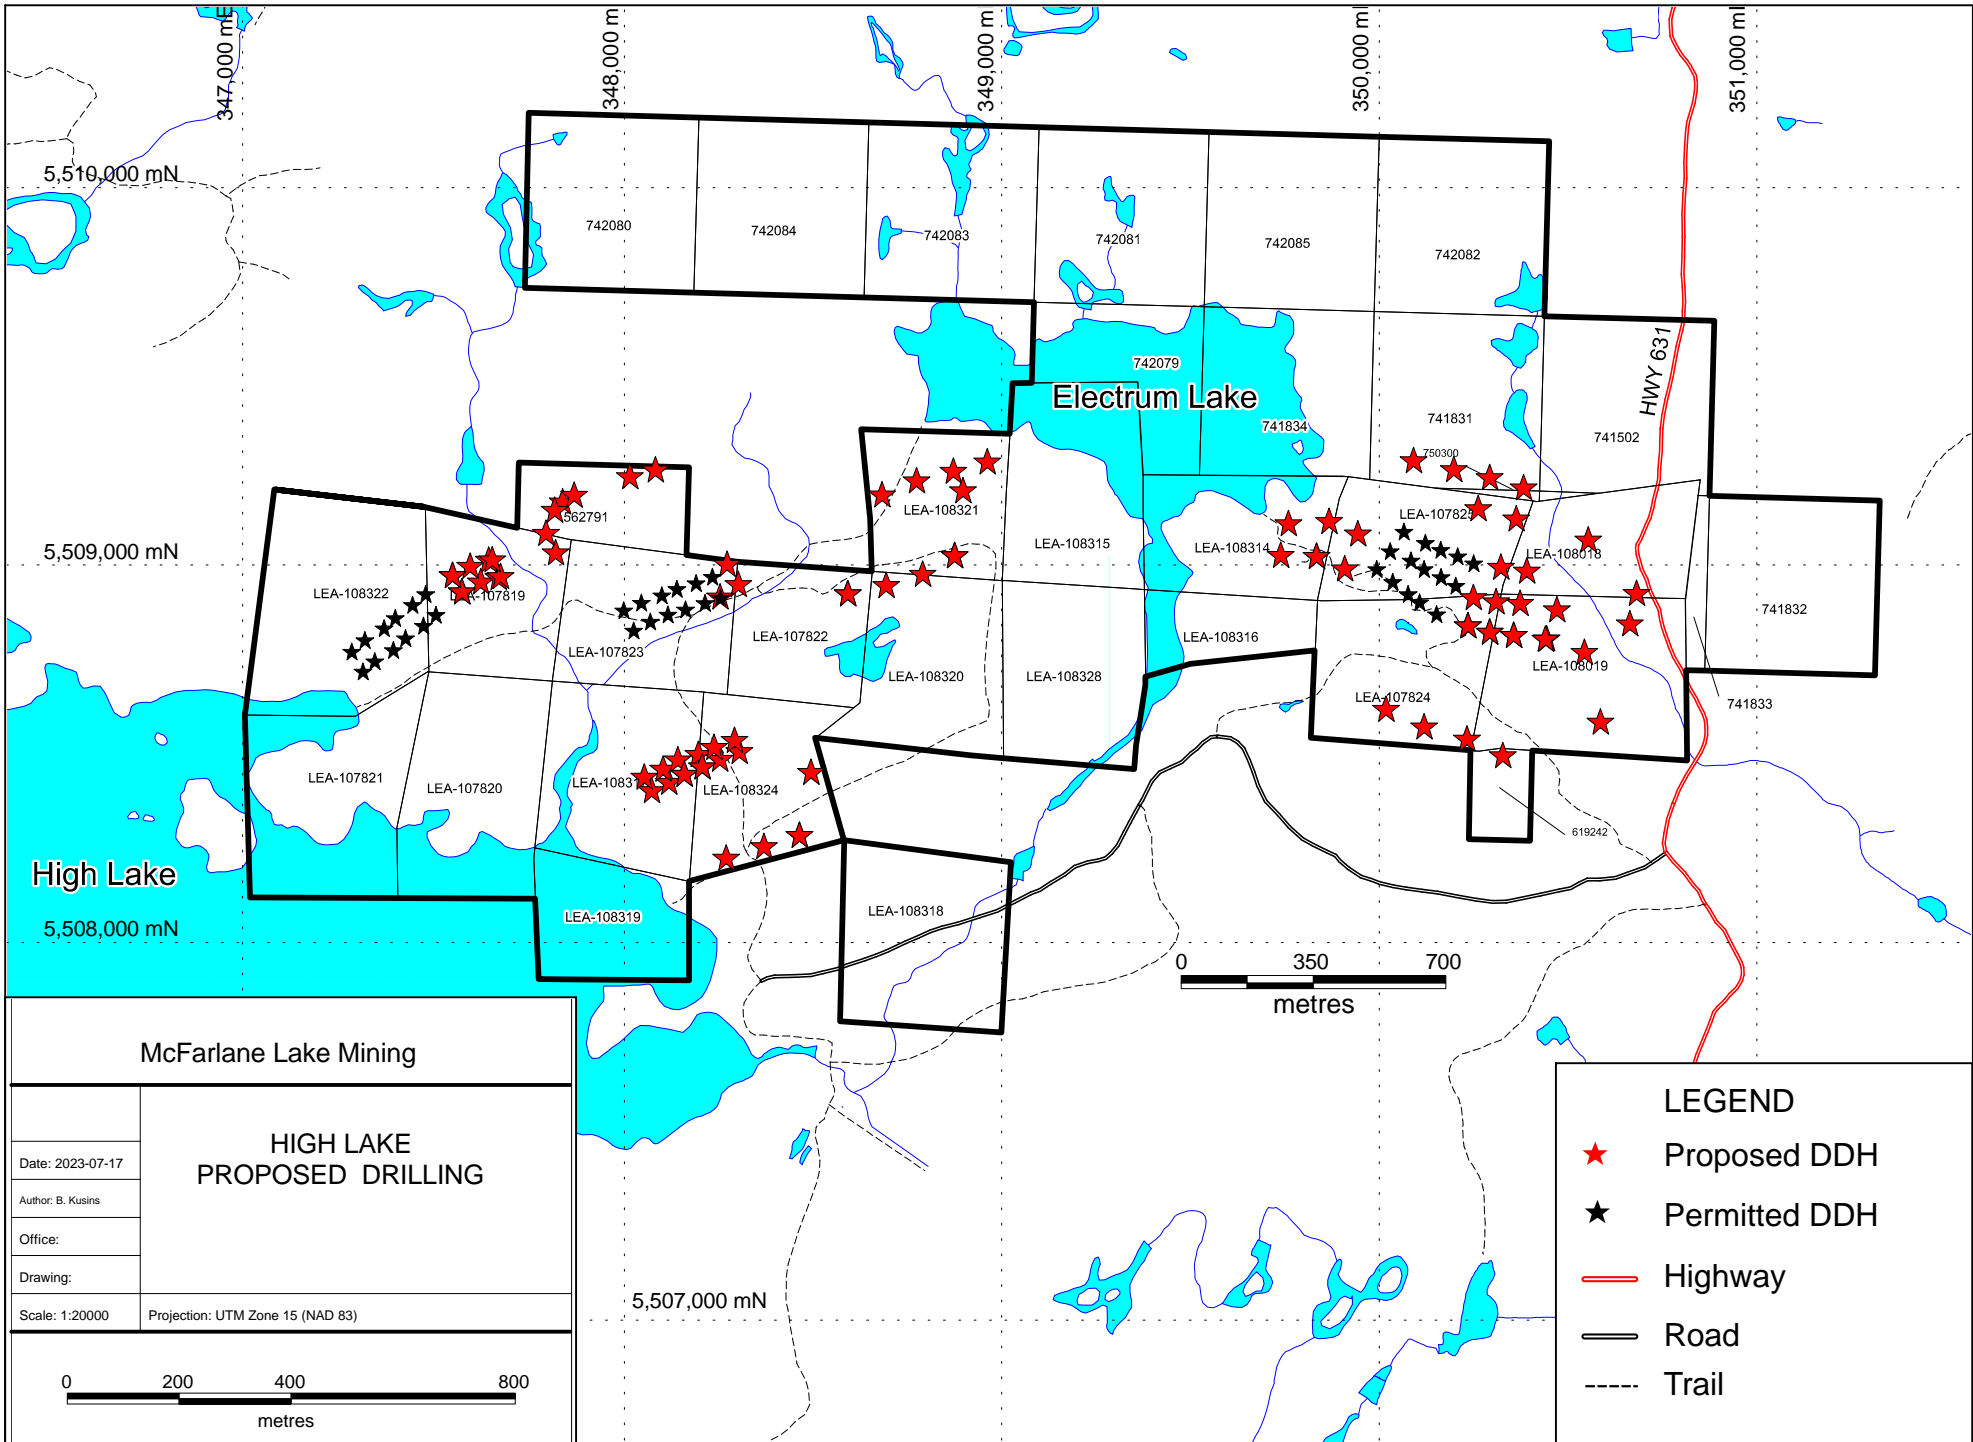 347,000 mE
348,000 m
349,000 m
350,000 m
351,000 m
5,510,000 mN
742080
742084
742083
742081
742085
742082
HWY 631
742079
Electrum Lake
741834
741831
741502
750300
562791
LEA-108321
LEA-107825
5,509,000 mN
LEA-108315
LEA-108314
LEA-108018
LEA-108322
LEA-107819
741832
LEA-107823
LEA-107822
LEA-108316
LEA-108320
LEA-108328
LEA-108019
LEA-107824
741833
LEA-107821
LEA-107820
LEA-10831
LEA-108324
619242
High Lake
LEA-108319
LEA-108318
5,508,000 mN
0 350 700
metres
McFarlane Lake Mining
HIGH LAKE
PROPOSED DRILLING
Date: 2023-07-17
Author: B. Kusins
Office:
Drawing:
Scale: 1:20000
Projection: UTM Zone 15 (NAD 83)
0 200 400 800
metres
5,507,000 mN
LEGEND
Proposed DDH
Permitted DDH
Highway
Road
Trail